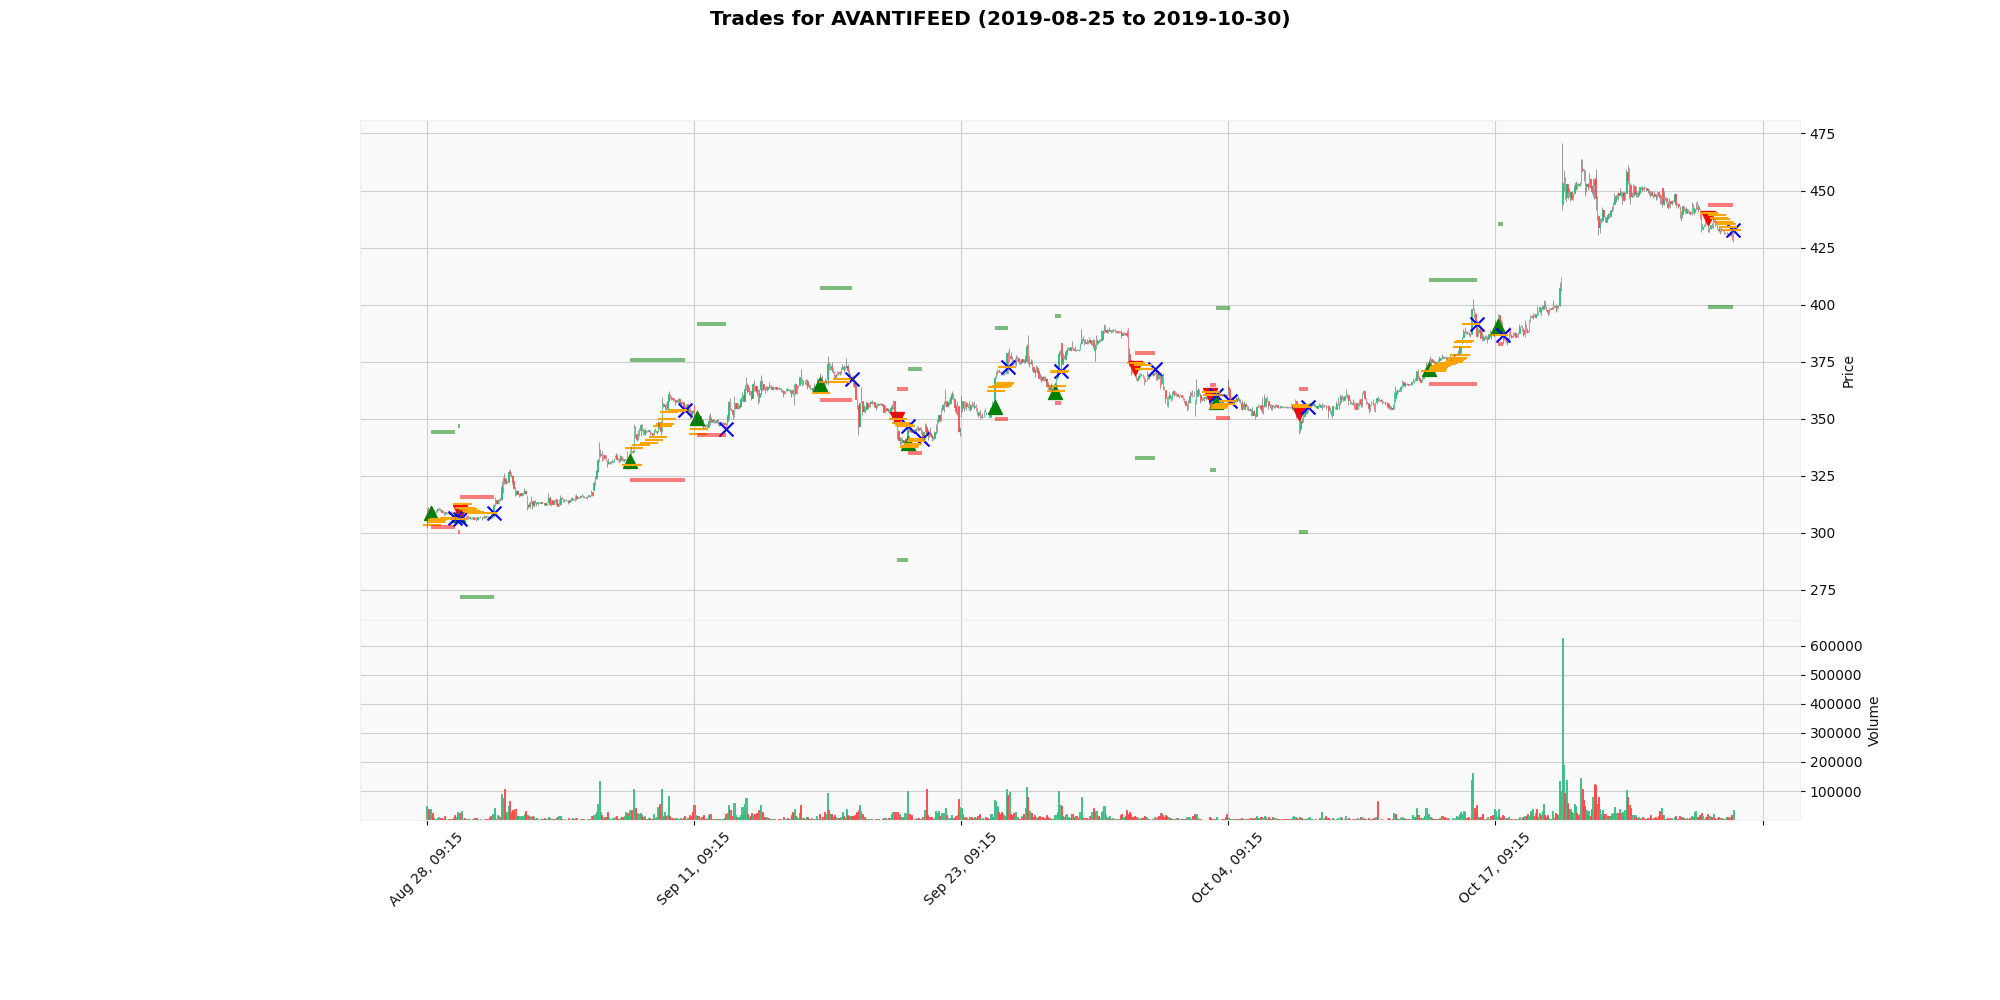 Trades for AVANTIFEED (2019-08-25 to 2019-10-30)
475
450
425
400
375
350
325
300
275
Price
600000
500000
400000
300000
200000
100000
Volume
Aug 28, 09:15
Sep 11, 09:15
Sep 23, 09:15
Oct 04, 09:15
Oct 17, 09:15